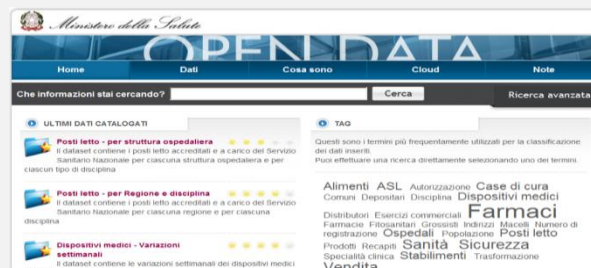 Ministero della Salute
OPEN DATA
Home Dati Cosa sono Cloud Note
Che informazioni stai cercando? Cerca Ricerca avanzata
ULTIMI DATI CATALOGATI
Posti letto - per struttura ospedaliera
Il dataset contiene i posti letto accreditati e a carico del Servizio
Sanitario Nazionale per ciascuna struttura ospedaliera e per
ciascun tipo di disciplina
Posti letto - per Regione e disciplina
Il dataset contiene i posti letto accreditati e a carico del Servizio
Sanitario Nazionale per ciascuna regione e per ciascuna
disciplina
Dispositivi medici - Variazioni
settimanali
Il dataset contiene le variazioni settimanali dei dispositivi medici
TAG
Questi sono i termini più frequentemente utilizzati per la classificazione
dei dati inseriti.
Puoi effettuare una ricerca direttamente selezionando uno dei termini.
Alimenti ASL Autorizzazione Case di cura
Comuni Depositari Disciplina Dispositivi medici
Distributori Esercizi commerciali Farmaci
Farmacie Fitosanitari Grossisti Indirizzi Macelli Numero di
registrazione Ospedali Popolazione Posti letto
Prodotti Recapiti Sanità Sicurezza
Specialità clinica Stabilimenti Trasformazione
Vendita